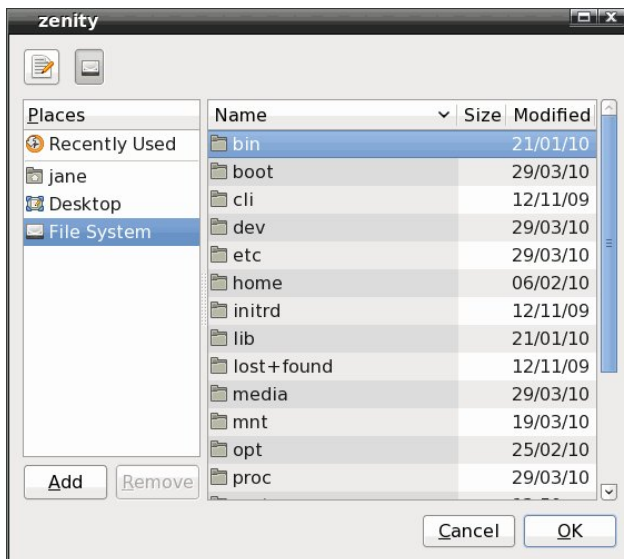 zenity
Places
Recently Used
jane
Desktop
File System
Add Remove
Name Size Modified
bin 21/01/10
boot 29/03/10
cli 12/11/09
dev 29/03/10
etc 29/03/10
home 06/02/10
initrd 12/11/09
lib 21/01/10
lost+found 12/11/09
media 29/03/10
mnt 19/03/10
opt 25/02/10
proc 29/03/10
Cancel OK